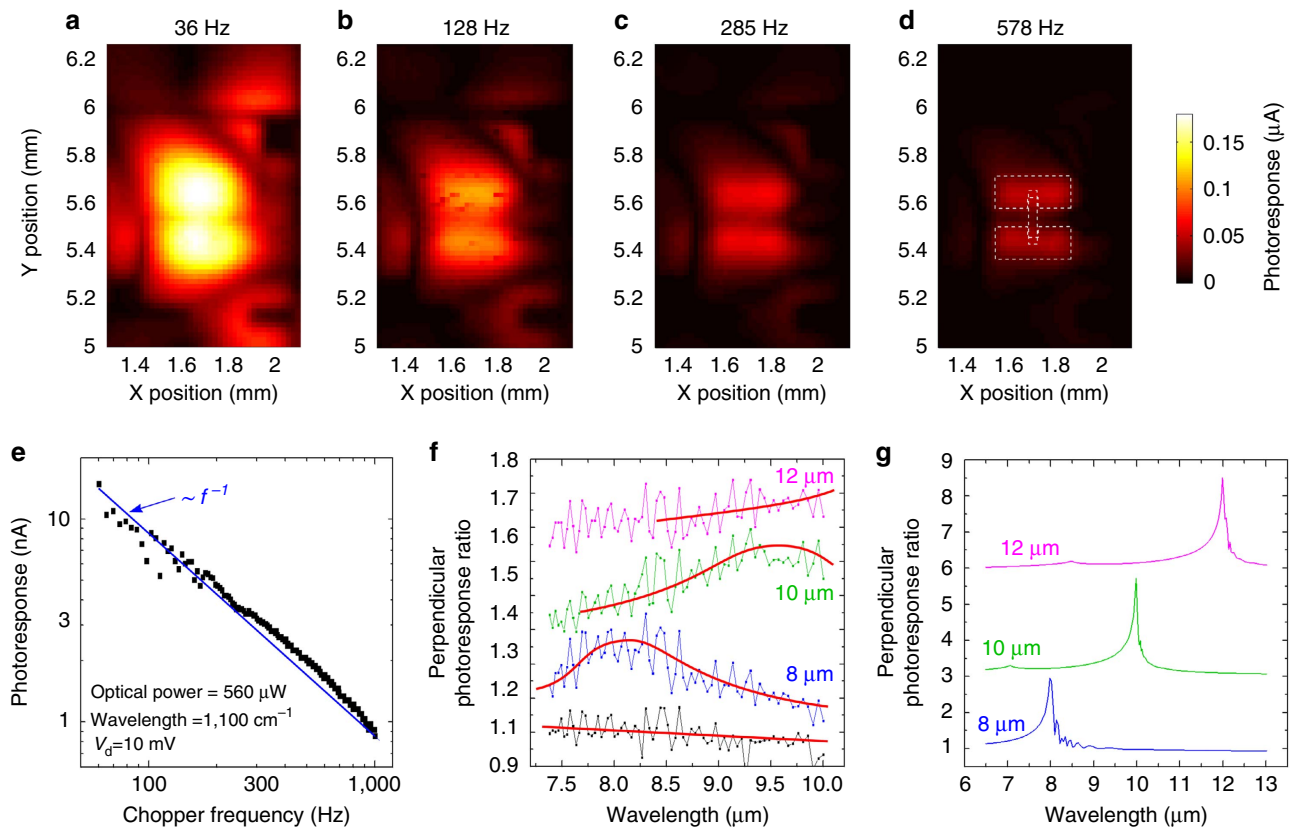 a 36 Hz
b 128 Hz
c 285 Hz
d 578 Hz
6.2
6
5.8
5.6
5.4
5.2
5
Y position (mm)
1.4 1.6 1.8 2
X position (mm)
1.4 1.6 1.8 2
X position (mm)
1.4 1.6 1.8 2
X position (mm)
1.4 1.6 1.8 2
X position (mm)
0.15
0.1
0.05
0
Photoresponse (μA)
e
10
3
1
Photoresponse (nA)
~ f⁻¹
Optical power = 560 μW
Wavelength =1,100 cm⁻¹
Vd=10 mV
100 300 1,000
Chopper frequency (Hz)
f
1.8
1.7
1.6
1.5
1.4
1.3
1.2
1.1
0.9
Perpendicular
photoresponse ratio
12 μm
10 μm
8 μm
7.5 8.0 8.5 9.0 9.5 10.0
Wavelength (μm)
g
9
8
7
6
5
4
3
2
1
Perpendicular
photoresponse ratio
12 μm
10 μm
8 μm
6 7 8 9 10 11 12 13
Wavelength (μm)